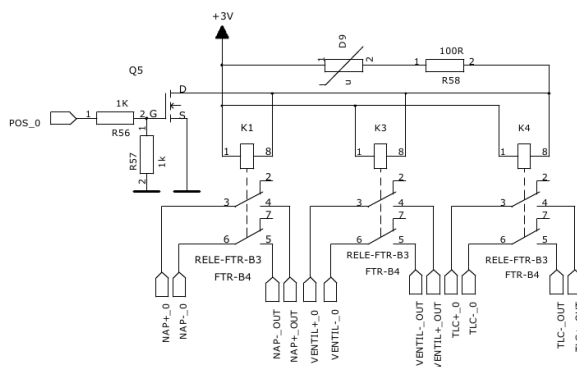 +3V
D9
1
2
u
100R
1
2
R58
Q5
D
G
S
1K
1
2
R56
POS_0
1
R57
1k
2
K1
1
8
2
3
4
7
6
5
RELE-FTR-B3
FTR-B4
K3
1
8
2
3
4
7
6
5
RELE-FTR-B3
FTR-B4
K4
1
8
2
3
4
7
6
5
RELE-FTR-B3
FTR-B4
NAP+_0
NAP-_0
NAP-_OUT
NAP+_OUT
VENTIL+_0
VENTIL-_0
VENTIL-_OUT
VENTIL+_OUT
TLC+_0
TLC-_0
TLC-_OUT